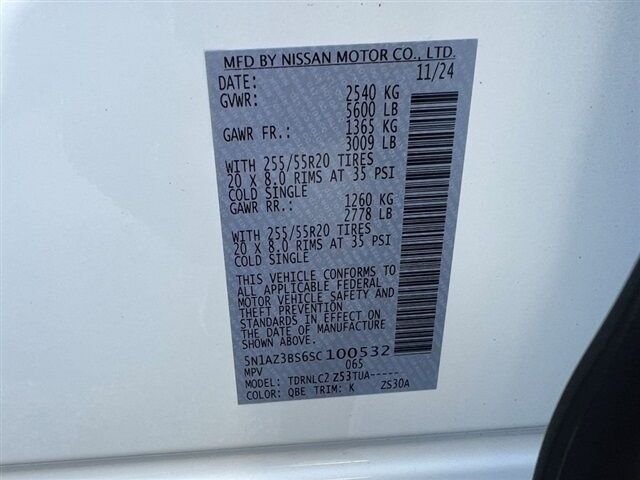 MFD BY NISSAN MOTOR CO., LTD.
DATE: 11/24
GVWR: 2540 KG
5600 LB
GAWR FR.: 1365 KG
3009 LB
WITH 255/55R20 TIRES
20 X 8.0 RIMS AT 35 PSI
COLD SINGLE
GAWR RR.: 1260 KG
2778 LB
WITH 255/55R20 TIRES
20 X 8.0 RIMS AT 35 PSI
COLD SINGLE
THIS VEHICLE CONFORMS TO
ALL APPLICABLE FEDERAL
MOTOR VEHICLE SAFETY AND
THEFT PREVENTION
STANDARDS IN EFFECT ON
THE DATE OF MANUFACTURE
SHOWN ABOVE.
5N1AZ3BS6SC100532
MPV 065
MODEL: TDRNLC2 Z53TUA-----
COLOR: QBE TRIM: K ZS30A